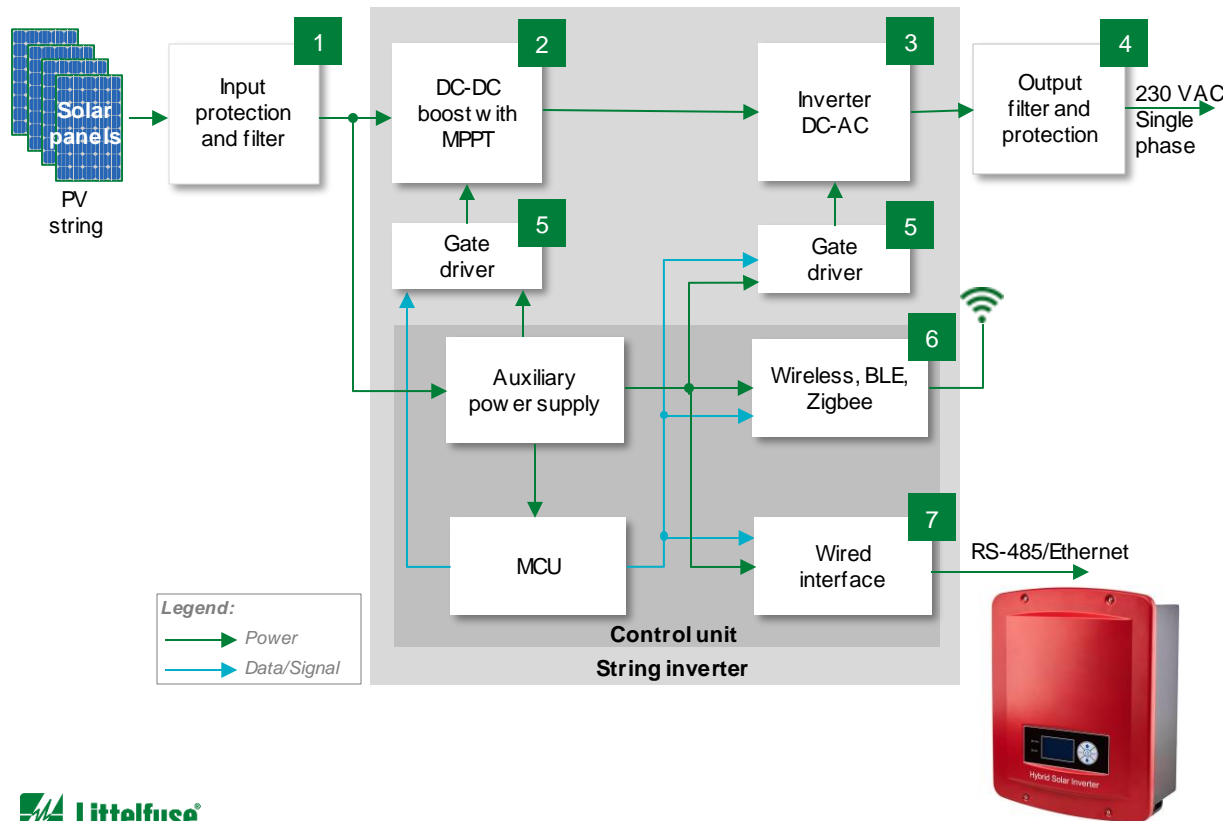 1
2
3
4
Solar
panels
PV
string
Input
protection
and filter
DC-DC
boost with
MPPT
Inverter
DC-AC
Output
filter and
protection
230 VAC
Single
phase
5
Gate
driver
5
Gate
driver
Auxiliary
power supply
6
Wireless, BLE,
Zigbee
MCU
7
Wired
interface
RS-485/Ethernet
Legend:
Power
Data/Signal
Control unit
String inverter
Hybrid Solar Inverter
Littelfuse®